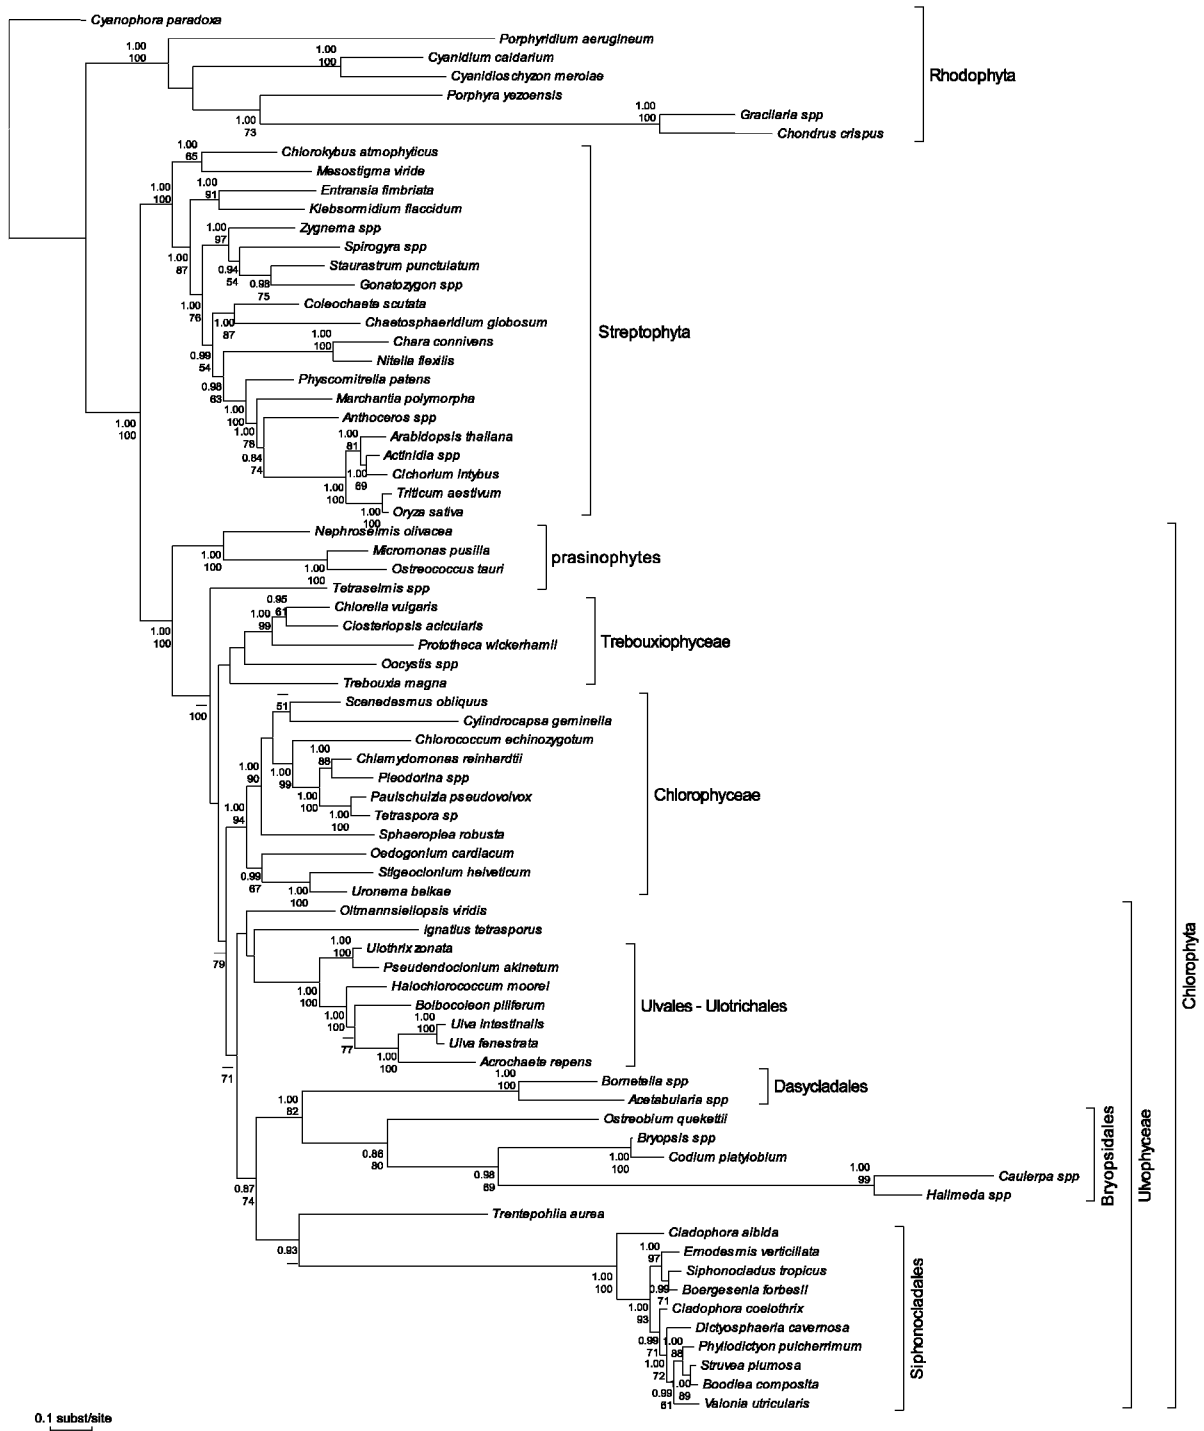 Cyanophora paradoxa
Porphyridium aerugineum
1.00
100
Cyanidium caldarium
1.00
100
Cyanidioschyzon merolae
Rhodophyta
Porphyra yezoensis
Gracilaria spp
1.00
100
1.00
73
Chondrus crispus
Chlorokybus atmophyticus
1.00
65
Mesostigma viride
1.00
100
Entransia fimbriata
1.00
91
Klebsormidium flaccidum
Zygnema spp
1.00
97
Spirogyra spp
1.00
87
Staurastrum punctulatum
0.94
54
Gonatozygon spp
0.98
75
Coleochaete scutata
1.00
76
Chaetosphaeridium globosum
1.00
87
Streptophyta
Chara connivens
1.00
100
Nitella flexilis
0.99
54
Physcomitrella patens
0.98
63
Marchantia polymorpha
1.00
100
Anthoceros spp
1.00
78
1.00
100
Arabidopsis thaliana
1.00
81
Actinidia spp
0.84
74
Cichorium intybus
1.00
69
Triticum aestivum
1.00
100
Oryza sativa
1.00
100
Nephroselmis olivacea
Micromonas pusilla
1.00
100
prasinophytes
Ostreococcus tauri
1.00
100
Tetraselmis spp
Chlorella vulgaris
0.95
61
Closteriopsis acicularis
1.00
99
1.00
100
Prototheca wickerhamii
Trebouxiophyceae
Oocystis spp
Trebouxia magna
Scenedesmus obliquus
51
100
Cylindrocapsa geminella
Chlorococcum echinozygotum
Chlamydomonas reinhardtii
1.00
88
Pleodorina spp
1.00
90
1.00
99
Paulschulzia pseudovolvox
1.00
100
Chlorophyceae
Tetraspora sp
1.00
100
1.00
94
Sphaeroplea robusta
Oedogonium cardiacum
Stigeoclonium helveticum
0.99
67
Uronema belkae
1.00
100
Oltmannsiellopsis viridis
Ignatius tetrasporus
Ulothrix zonata
1.00
100
79
Pseudendoclonium akinetum
Halochlorococcum moorei
1.00
100
Bolbocoleon piliferum
Ulvales - Ulotrichales
1.00
100
Ulva intestinalis
1.00
100
Ulva fenestrata
77
Acrochaete repens
1.00
100
71
Bornetella spp
1.00
100
Dasycladales
Acetabularia spp
1.00
82
Ostreobium quekettii
Bryopsis spp
0.86
80
Codium platylobium
1.00
100
Caulerpa spp
1.00
99
0.98
69
Halimeda spp
Bryopsidales
0.87
74
Trentepohlia aurea
Cladophora albida
0.93
Ernodesmis verticillata
1.00
97
Siphonocladus tropicus
1.00
100
Boergesenia forbesii
0.99
71
Cladophora coelothrix
1.00
93
Dictyosphaeria cavernosa
Phyllodictyon pulcherrimum
0.99
71
1.00
88
Struvea plumosa
1.00
72
Boodlea composita
1.00
89
Valonia utricularis
0.99
61
Siphonocladales
Ulvophyceae
Chlorophyta
0.1 subst/site